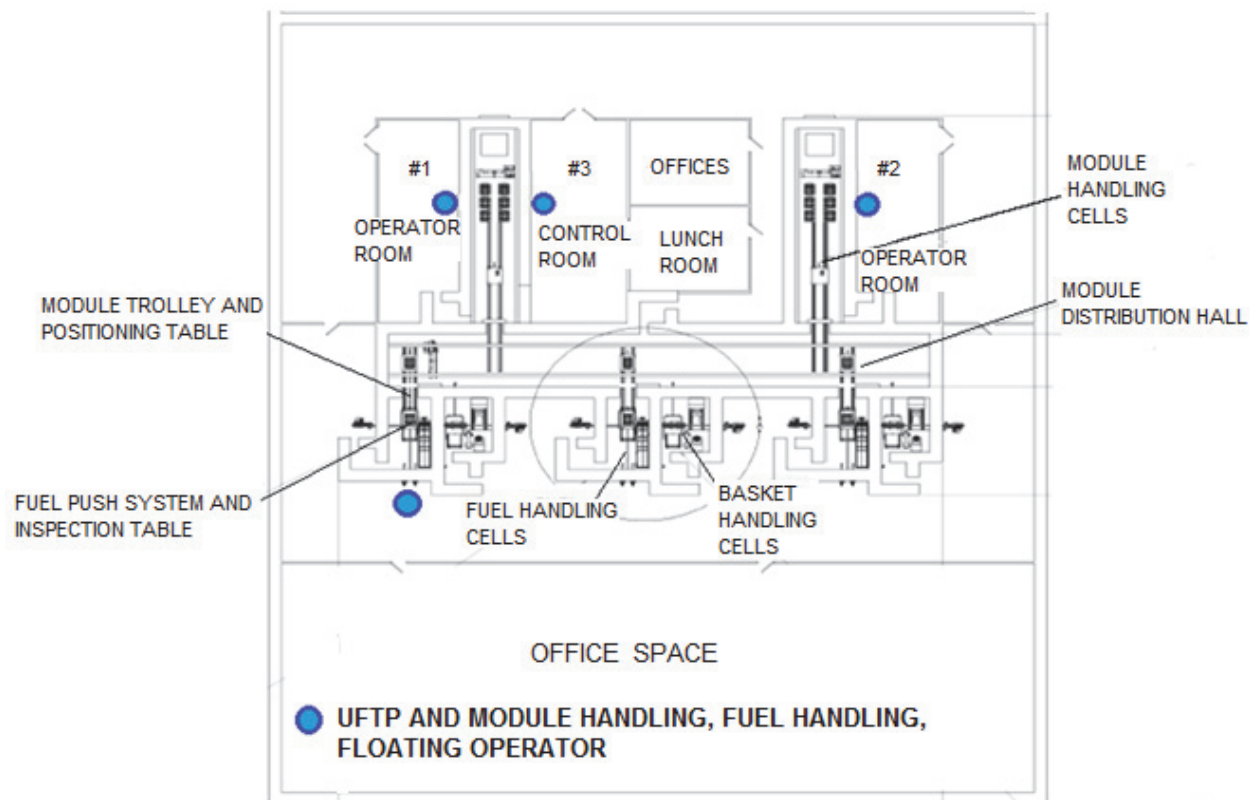 #1
#3
OFFICES
#2
MODULE
HANDLING
CELLS
OPERATOR
ROOM
CONTROL
ROOM
LUNCH
ROOM
OPERATOR
ROOM
MODULE TROLLEY AND
POSITIONING TABLE
MODULE
DISTRIBUTION HALL
FUEL PUSH SYSTEM AND
INSPECTION TABLE
FUEL HANDLING
CELLS
BASKET
HANDLING
CELLS
OFFICE SPACE
UFTP AND MODULE HANDLING, FUEL HANDLING,
FLOATING OPERATOR